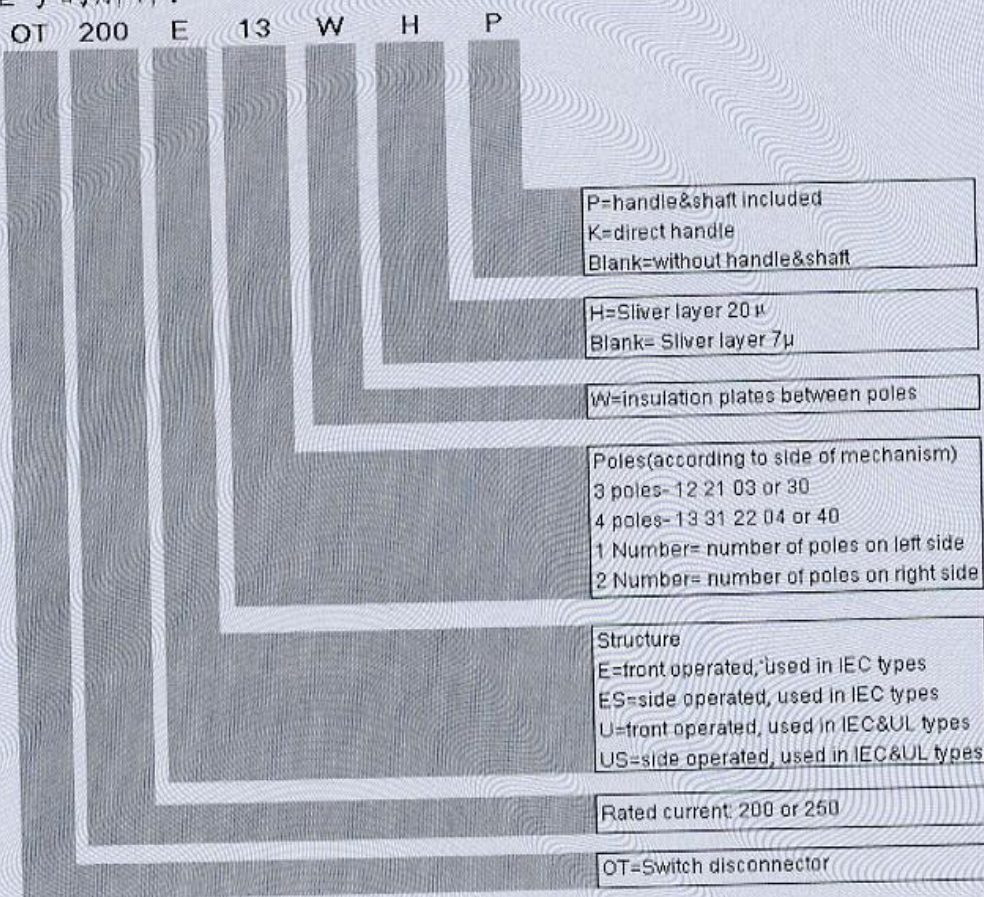 OT 200 E 13 W H P
P=handle&shaft included
K=direct handle
Blank=without handle&shaft
H=Sliver layer 20μ
Blank= Sliver layer 7μ
W=insulation plates between poles
Poles(according to side of mechanism)
3 poles- 12 21 03 or 30
4 poles- 13 31 22 04 or 40
1 Number= number of poles on left side
2 Number= number of poles on right side
Structure
E=front operated, used in IEC types
ES=side operated, used in IEC types
U=front operated, used in IEC&UL types
US=side operated, used in IEC&UL types
Rated current: 200 or 250
OT=Switch disconnector